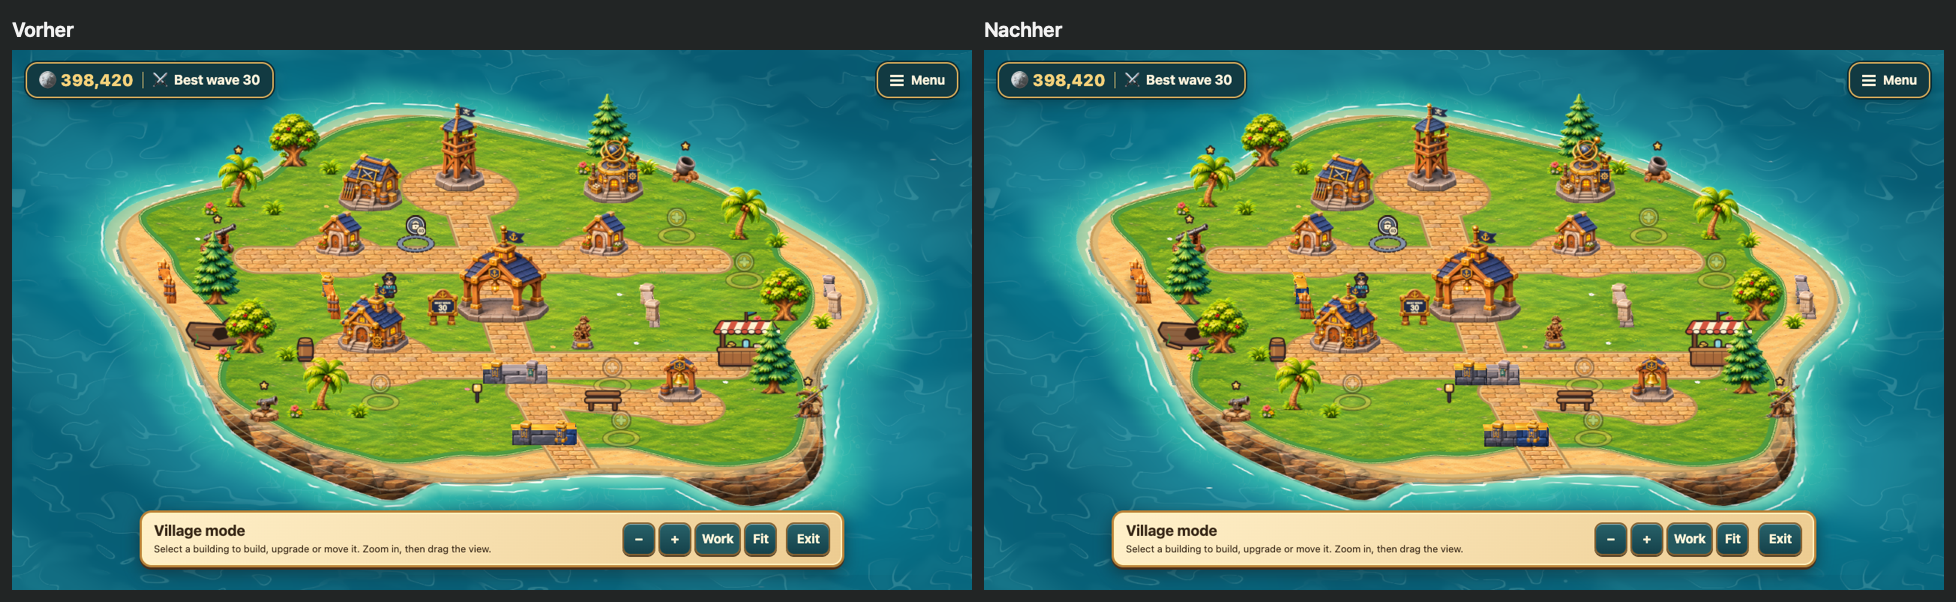 Vorher
398,420 Best wave 30
Menu
30
Village mode
Select a building to build, upgrade or move it. Zoom in, then drag the view.
− + Work Fit Exit
Nachher
398,420 Best wave 30
Menu
30
Village mode
Select a building to build, upgrade or move it. Zoom in, then drag the view.
− + Work Fit Exit